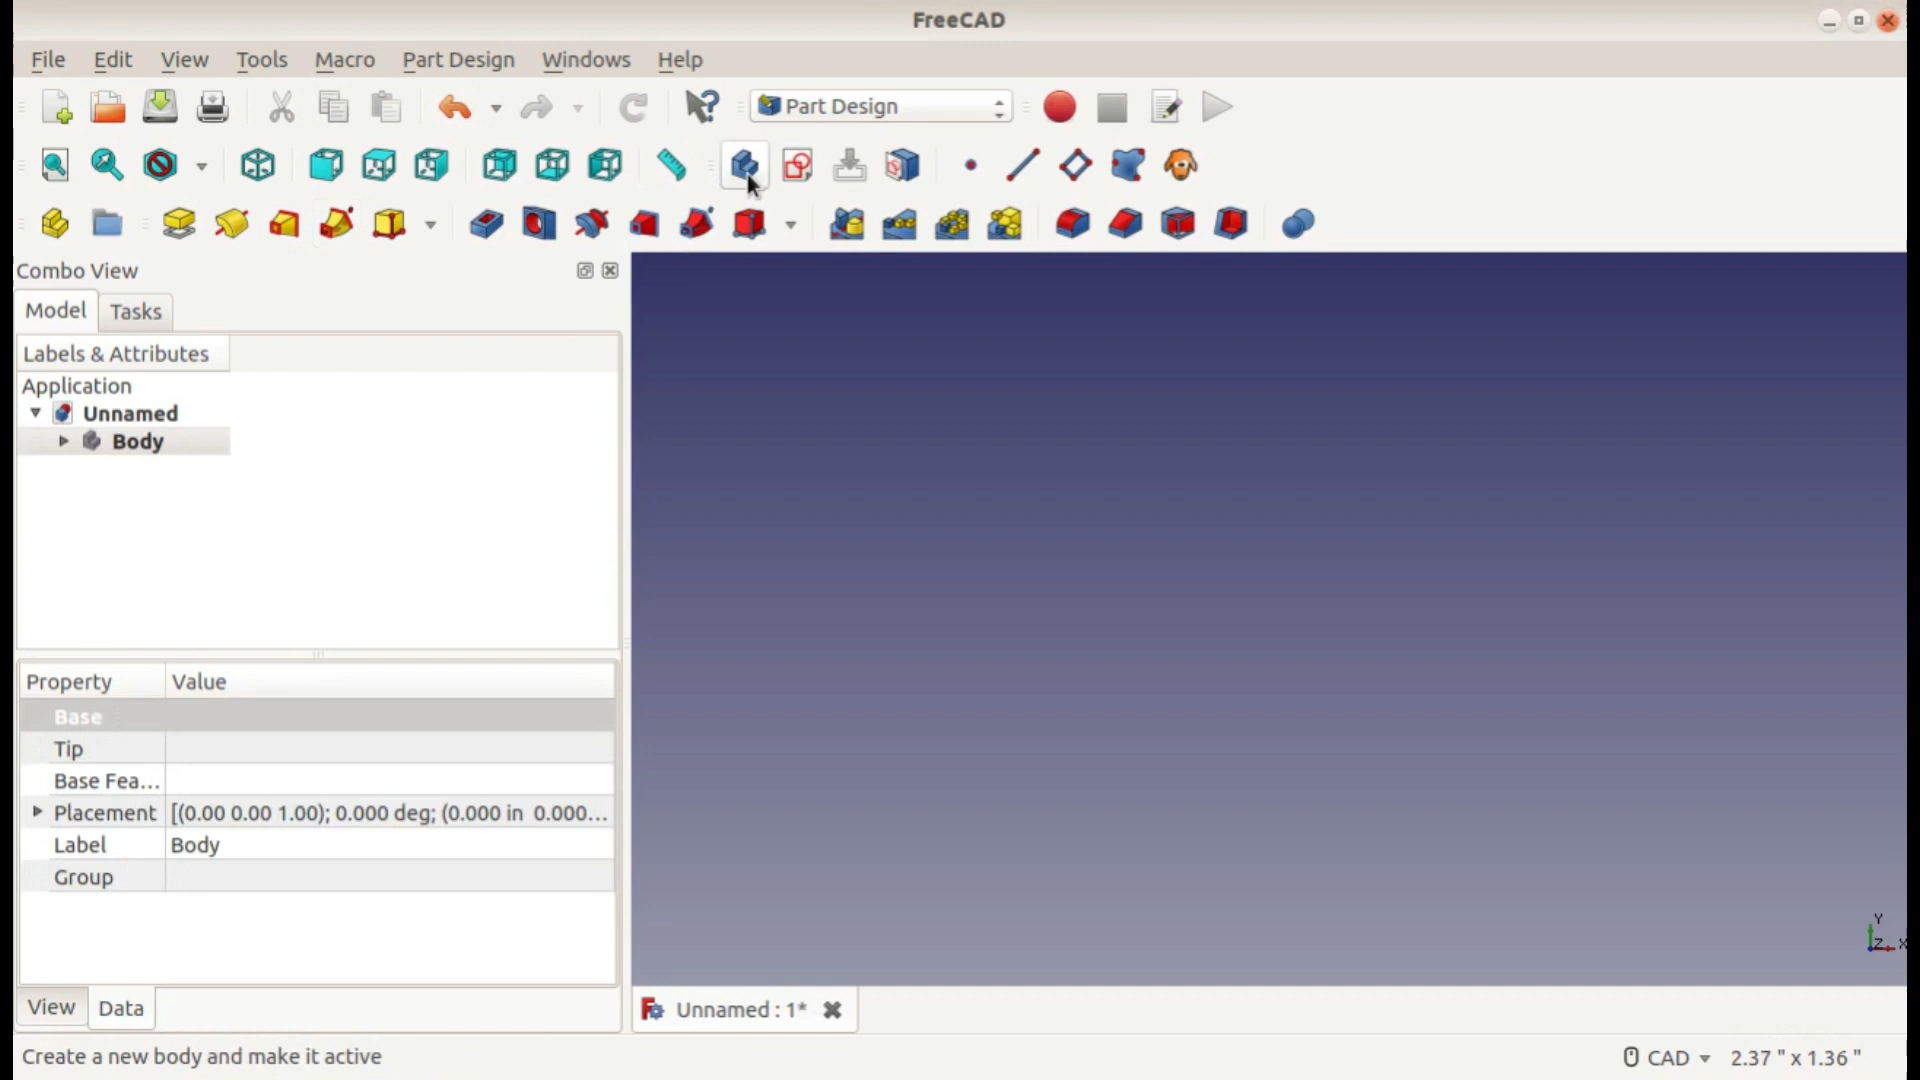 FreeCAD
File Edit View Tools Macro Part Design Windows Help
Part Design
Combo View
Model Tasks
Labels & Attributes
Application
Unnamed
Body
Property Value
Base
Tip
Base Fea...
Placement [(0.00 0.00 1.00); 0.000 deg; (0.000 in 0.000...
Label Body
Group
Y
Z X
View Data
Unnamed : 1*
Create a new body and make it active
CAD 2.37 " x 1.36 "